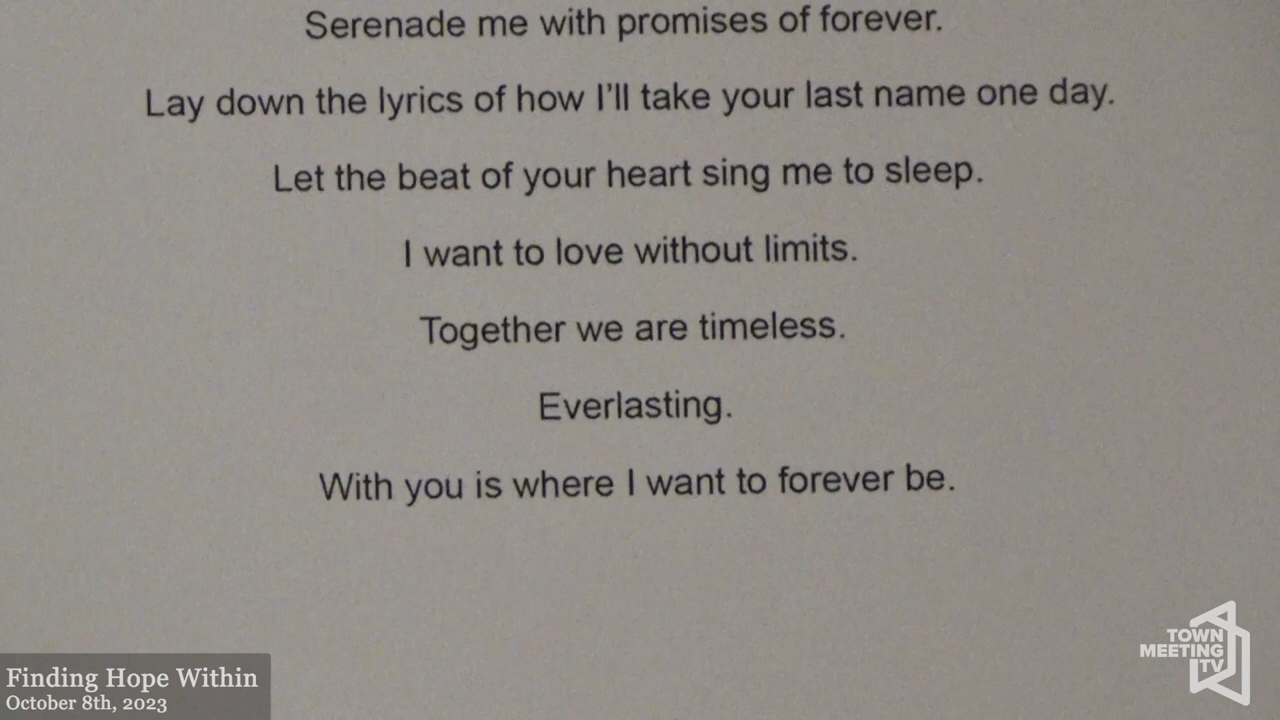 Serenade me with promises of forever.
Lay down the lyrics of how I'll take your last name one day.
Let the beat of your heart sing me to sleep.
I want to love without limits.
Together we are timeless.
Everlasting.
With you is where I want to forever be.
Finding Hope Within
October 8th, 2023
TOWN
MEETING
TV